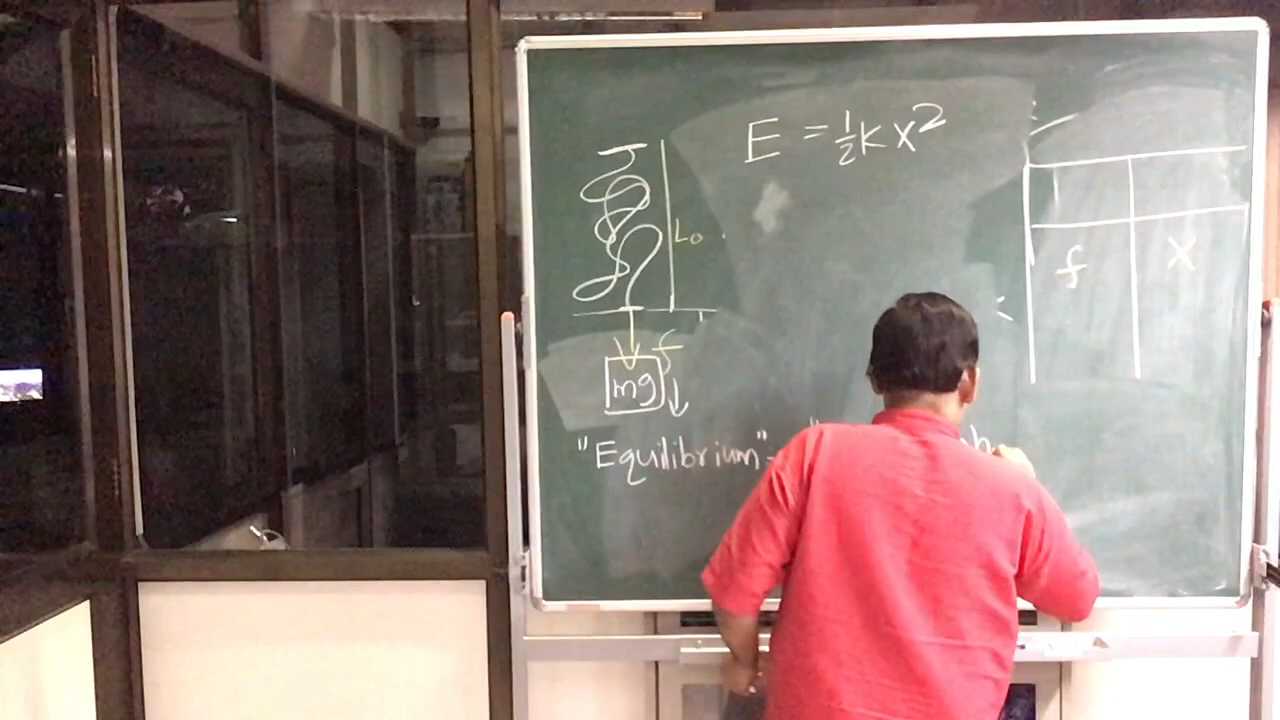 E = ½ K X²
L₀
f
mg
f X
"Equilibrium"